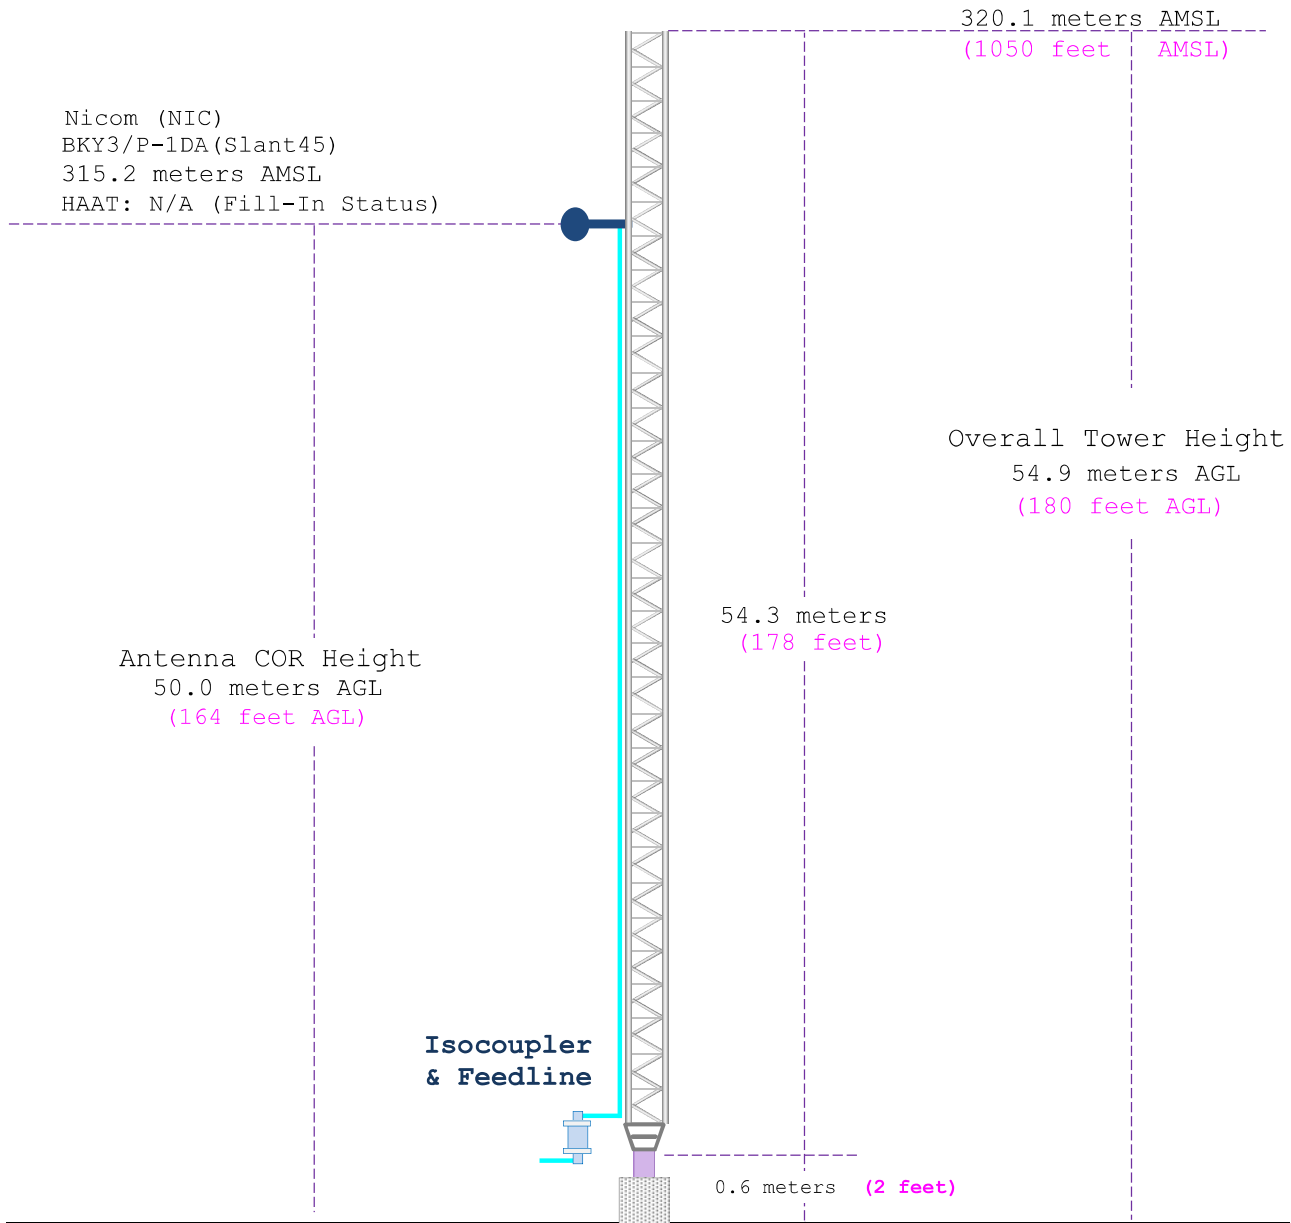 320.1 meters AMSL
(1050 feet AMSL)
Nicom (NIC)
BKY3/P-1DA(Slant45)
315.2 meters AMSL
HAAT: N/A (Fill-In Status)
Overall Tower Height
54.9 meters AGL
(180 feet AGL)
54.3 meters
(178 feet)
Antenna COR Height
50.0 meters AGL
(164 feet AGL)
Isocoupler
& Feedline
0.6 meters (2 feet)